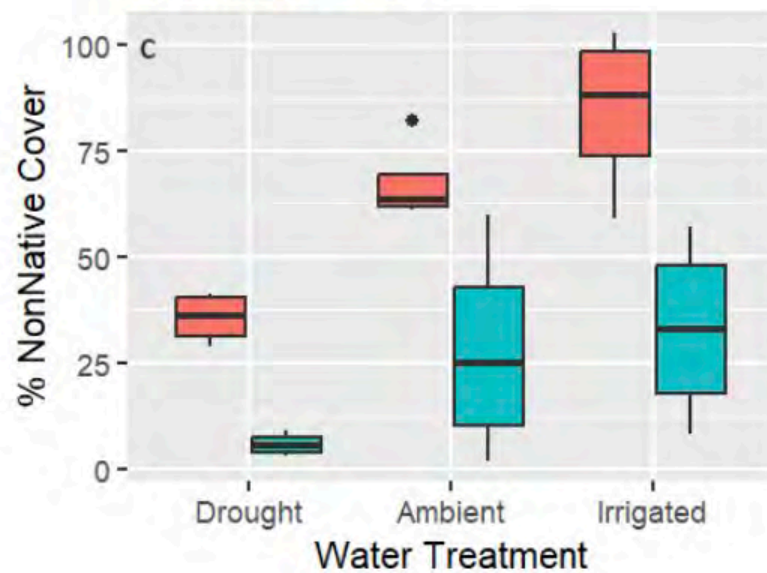 c
% NonNative Cover
100
75
50
25
0
Drought Ambient Irrigated
Water Treatment